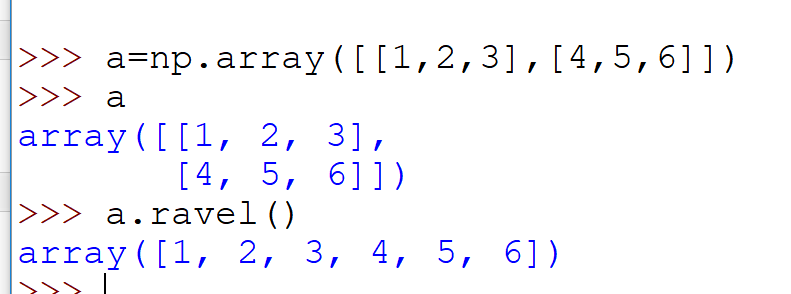 >>> a=np.array([[1,2,3],[4,5,6]])
>>> a
array([[1, 2, 3],
       [4, 5, 6]])
>>> a.ravel()
array([1, 2, 3, 4, 5, 6])
>>>